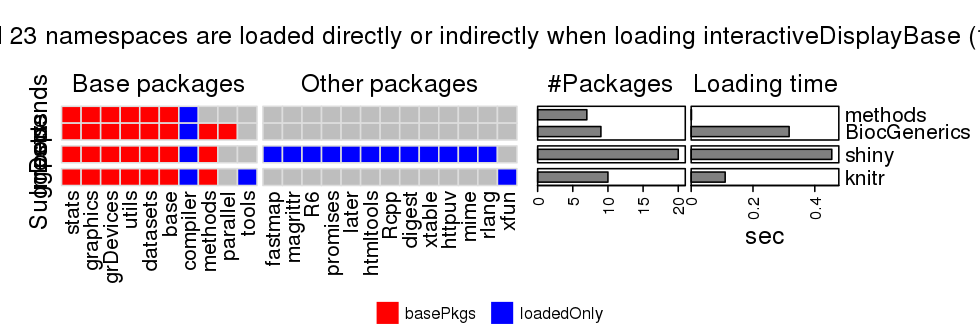 23 namespaces are loaded directly or indirectly when loading interactiveDisplayBase (
Base packages
Other packages
#Packages
Loading time
methods
BiocGenerics
shiny
knitr
stats
graphics
grDevices
utils
datasets
base
compiler
methods
parallel
tools
fastmap
magrittr
R6
promises
later
htmltools
Rcpp
digest
xtable
httpuv
mime
rlang
xfun
0
5
10
15
20
0
0.2
0.4
sec
basePkgs
loadedOnly